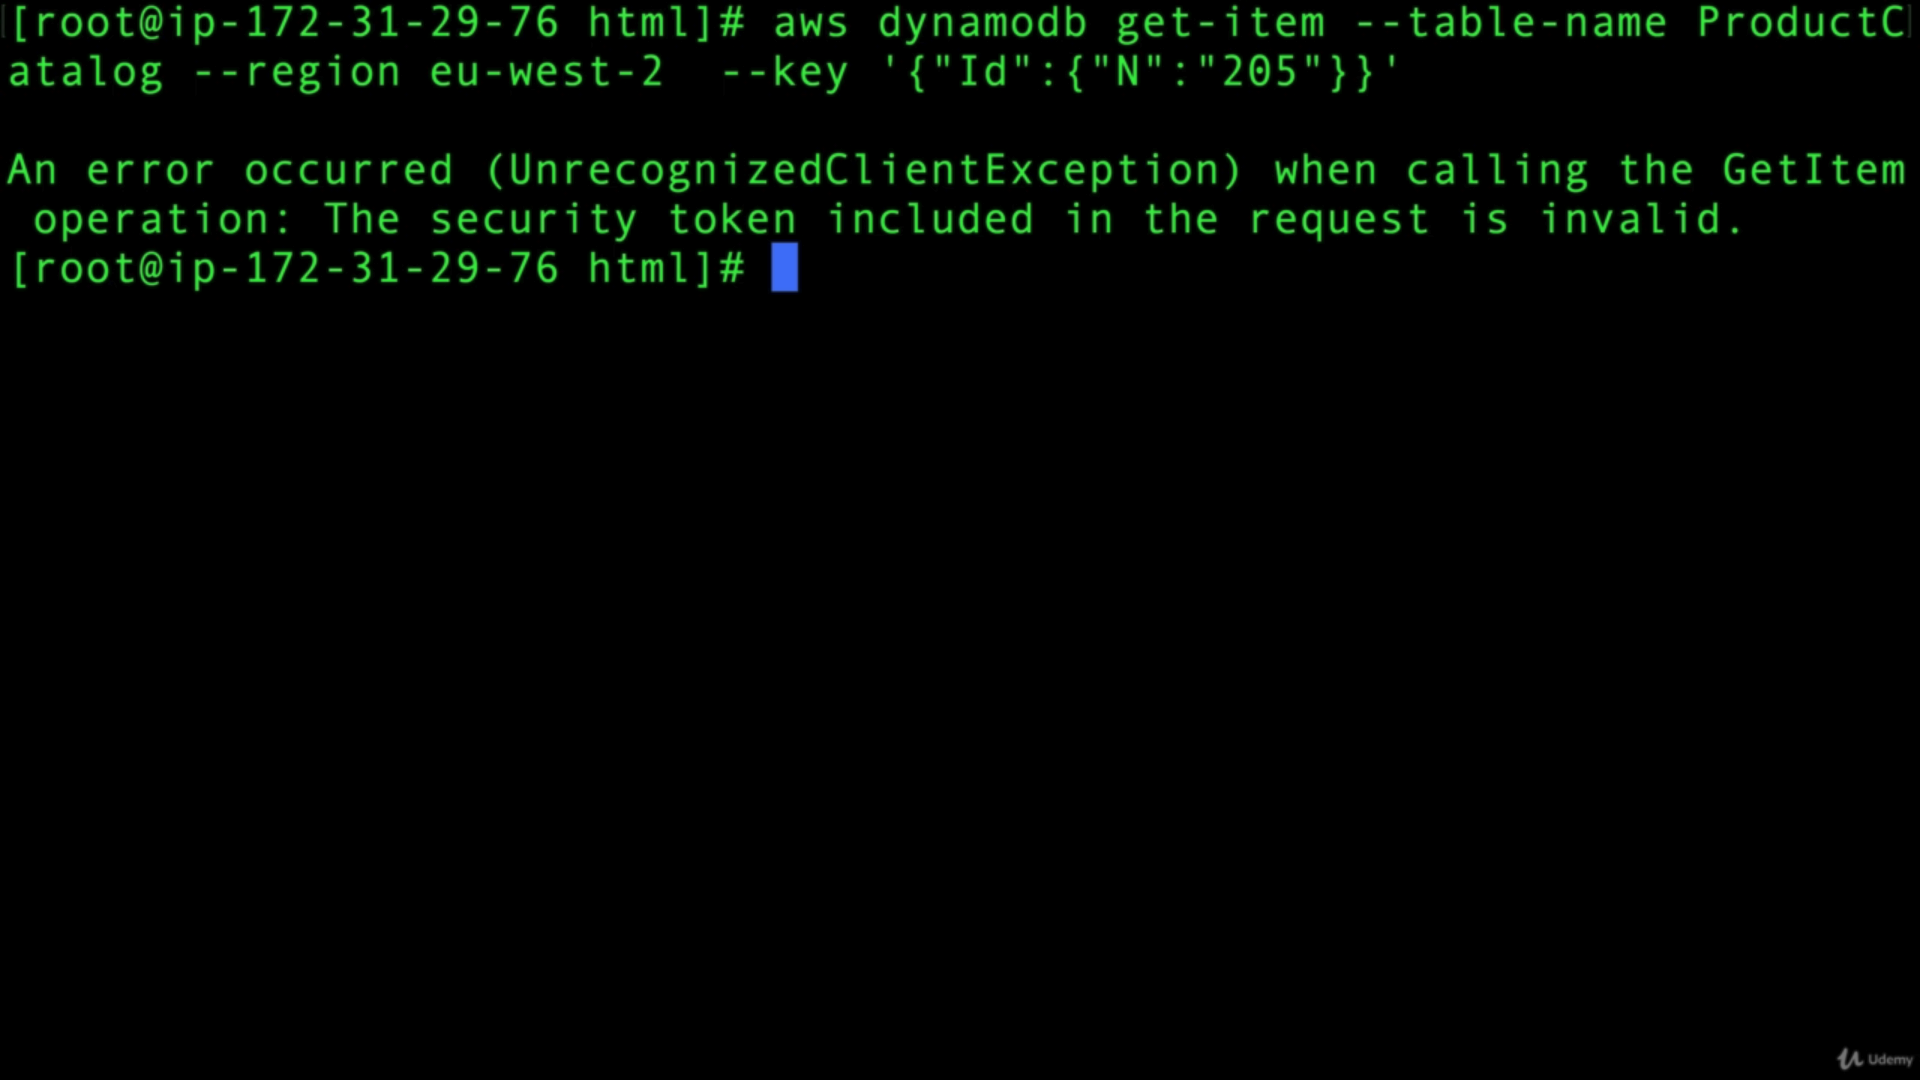 [root@ip-172-31-29-76 html]# aws dynamodb get-item --table-name ProductC
atalog --region eu-west-2  --key '{"Id":{"N":"205"}}'
An error occurred (UnrecognizedClientException) when calling the GetItem
 operation: The security token included in the request is invalid.
[root@ip-172-31-29-76 html]#
Udemy